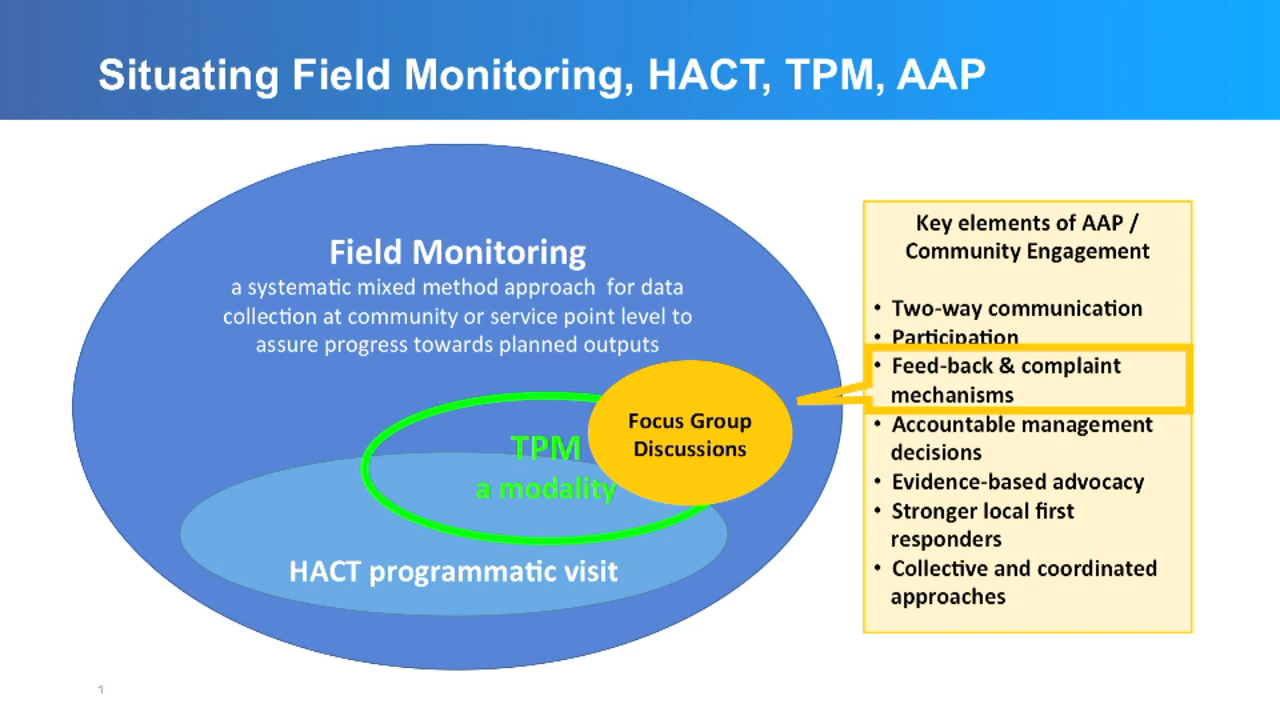 Situating Field Monitoring, HACT, TPM, AAP
Field Monitoring
a systematic mixed method approach for data
collection at community or service point level to
assure progress towards planned outputs
TPM
a modality
Focus Group
Discussions
HACT programmatic visit
Key elements of AAP /
Community Engagement
• Two-way communication
• Participation
• Feed-back & complaint
mechanisms
• Accountable management
decisions
• Evidence-based advocacy
• Stronger local first
responders
• Collective and coordinated
approaches
1